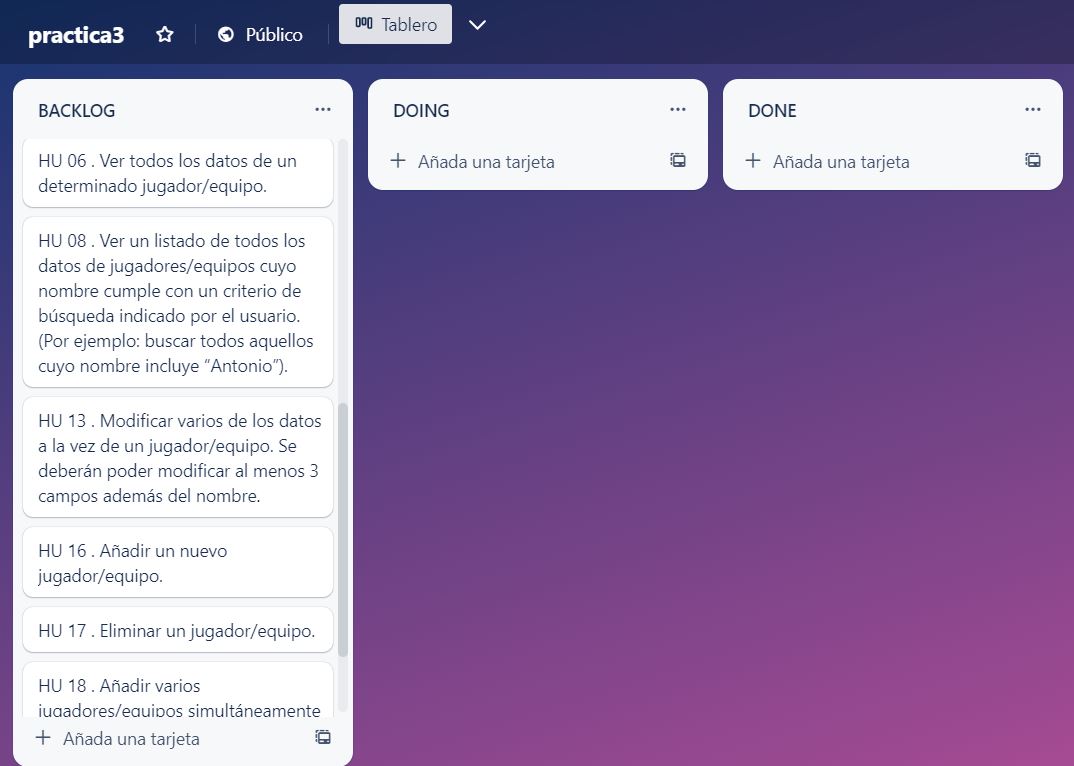 practica3
Público
Tablero
BACKLOG
HU 06 . Ver todos los datos de un
determinado jugador/equipo.
HU 08 . Ver un listado de todos los
datos de jugadores/equipos cuyo
nombre cumple con un criterio de
búsqueda indicado por el usuario.
(Por ejemplo: buscar todos aquellos
cuyo nombre incluye “Antonio”).
HU 13 . Modificar varios de los datos
a la vez de un jugador/equipo. Se
deberán poder modificar al menos 3
campos además del nombre.
HU 16 . Añadir un nuevo
jugador/equipo.
HU 17 . Eliminar un jugador/equipo.
HU 18 . Añadir varios
jugadores/equipos simultáneamente
Añada una tarjeta
DOING
Añada una tarjeta
DONE
Añada una tarjeta